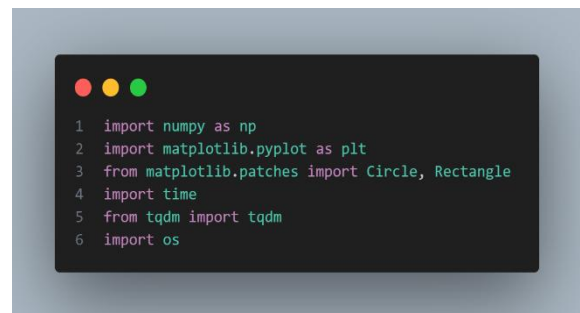 1 import numpy as np
2 import matplotlib.pyplot as plt
3 from matplotlib.patches import Circle, Rectangle
4 import time
5 from tqdm import tqdm
6 import os